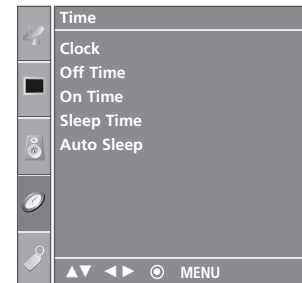 Time
Clock
Off Time
On Time
Sleep Time
Auto Sleep
▲▼ ◄► ⦿ MENU